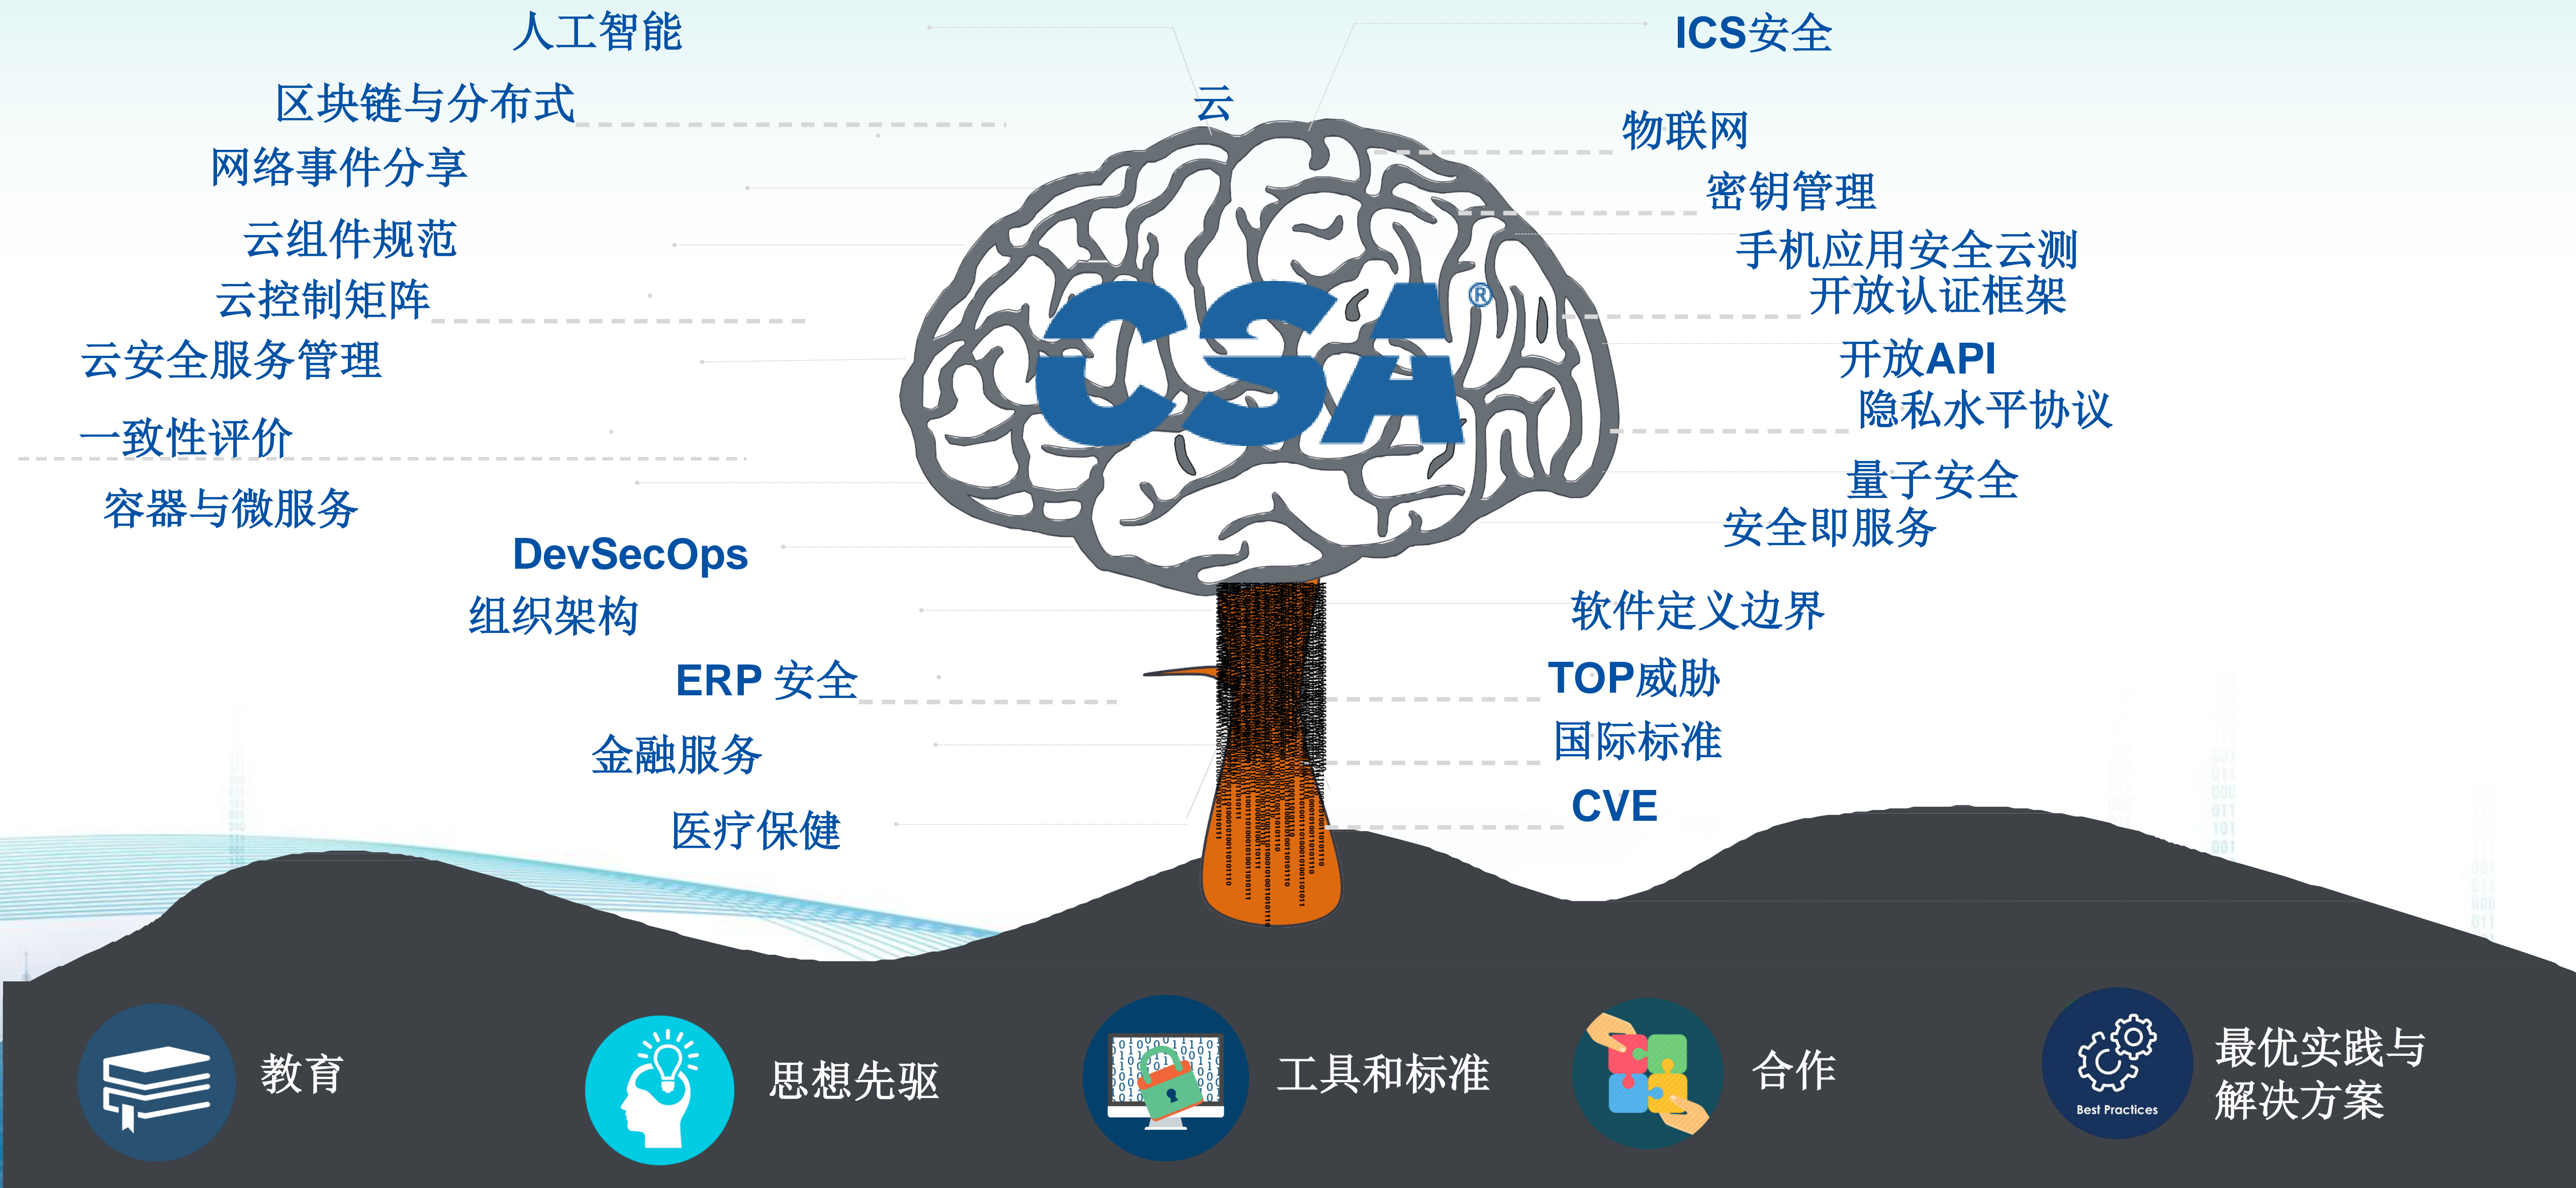 人工智能
区块链与分布式
网络事件分享
云组件规范
云控制矩阵
云安全服务管理
一致性评价
容器与微服务
DevSecOps
组织架构
ERP 安全
金融服务
医疗保健
云
CSA®
ICS安全
物联网
密钥管理
手机应用安全云测
开放认证框架
开放API
隐私水平协议
量子安全
安全即服务
软件定义边界
TOP威胁
国际标准
CVE
教育
思想先驱
工具和标准
合作
Best Practices
最优实践与
解决方案